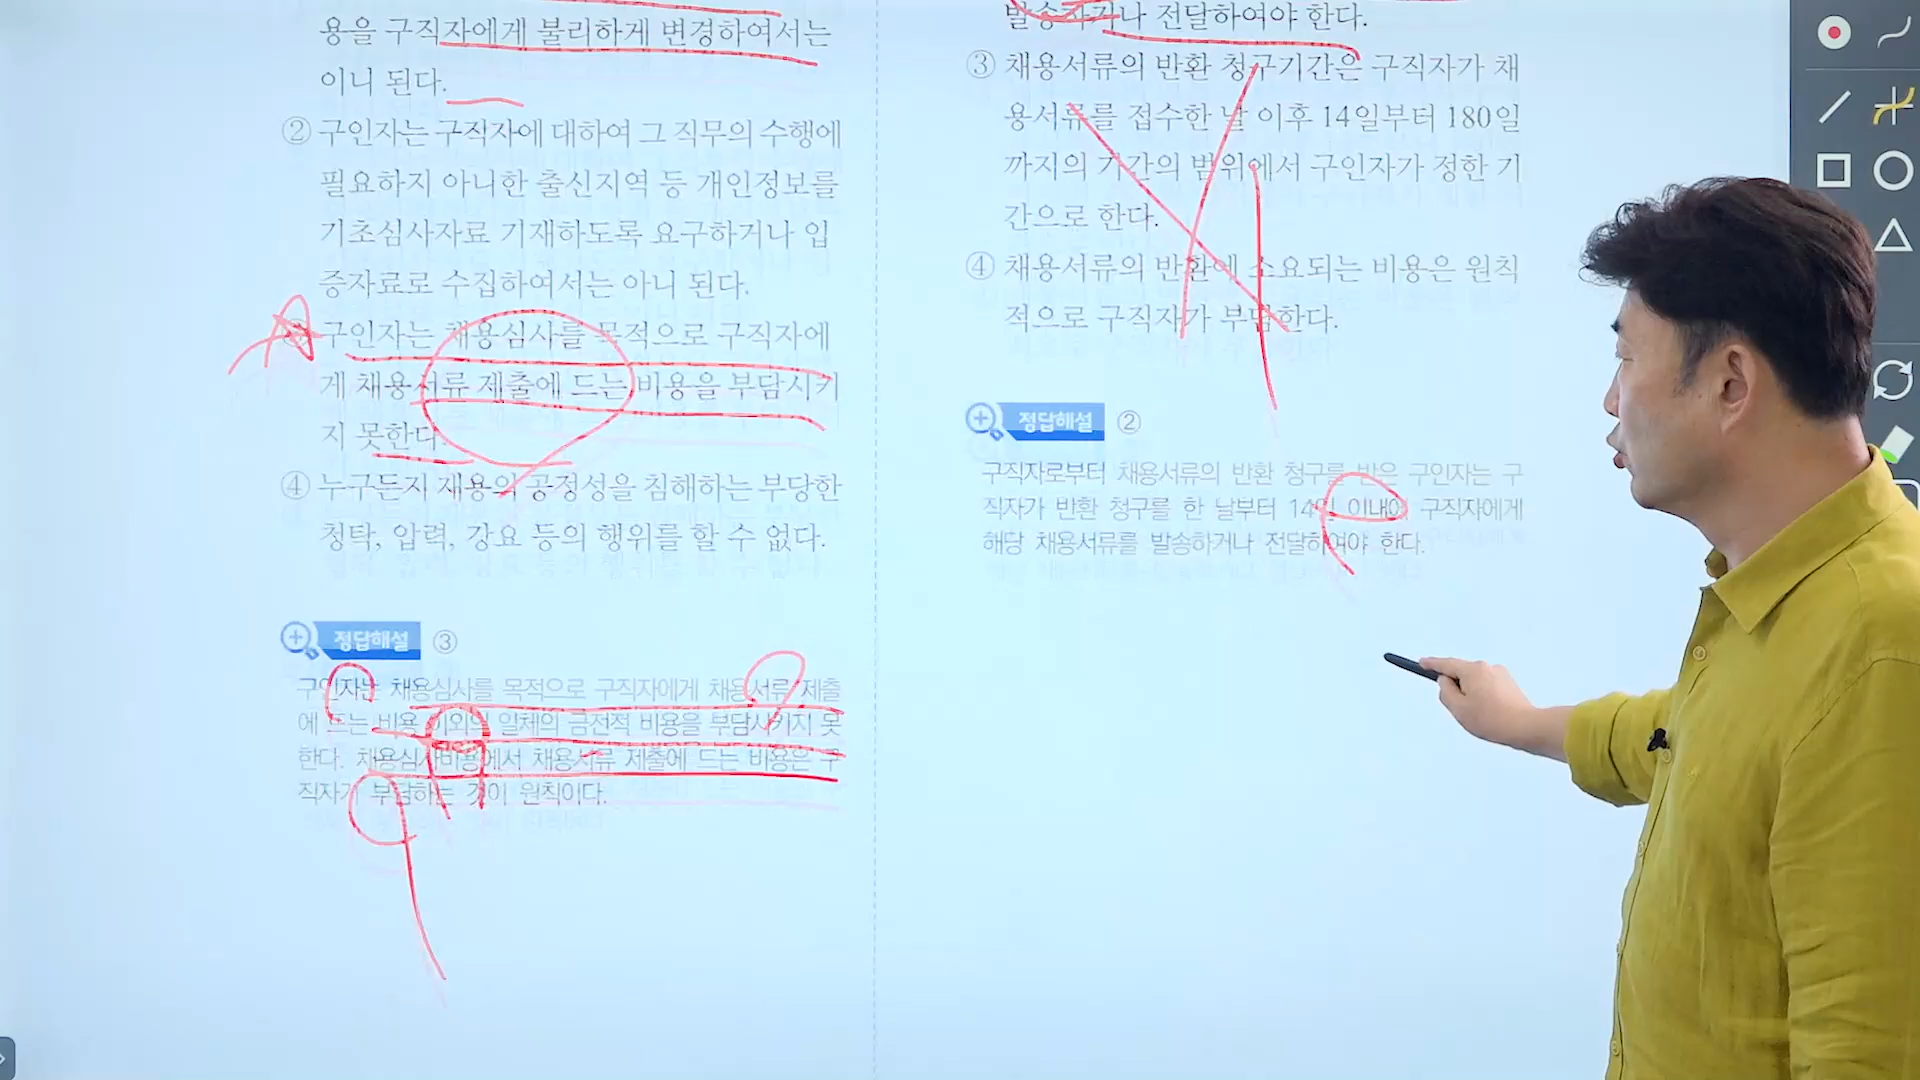 용을 구직자에게 불리하게 변경하여서는
아니 된다.
② 구인자는 구직자에 대하여 그 직무의 수행에
필요하지 아니한 출신지역 등 개인정보를
기초심사자료 기재하도록 요구하거나 입
증자료로 수집하여서는 아니 된다.
③ 구인자는 채용심사를 목적으로 구직자에
게 채용서류 제출에 드는 비용을 부담시키
지 못한다.
④ 누구든지 채용의 공정성을 침해하는 부당한
청탁, 압력, 강요 등의 행위를 할 수 없다.
정답해설 ③
구인자는 채용심사를 목적으로 구직자에게 채용서류 제출
에 드는 비용 이외의 일체의 금전적 비용을 부담시키지 못
한다. 채용심사비용에서 채용서류 제출에 드는 비용은 구
직자가 부담하는 것이 원칙이다.
발송하거나 전달하여야 한다.
③ 채용서류의 반환 청구기간은 구직자가 채
용서류를 접수한 날 이후 14일부터 180일
까지의 기간의 범위에서 구인자가 정한 기
간으로 한다.
④ 채용서류의 반환에 소요되는 비용은 원칙
적으로 구직자가 부담한다.
정답해설 ②
구직자로부터 채용서류의 반환 청구를 받은 구인자는 구
직자가 반환 청구를 한 날부터 14일 이내에 구직자에게
해당 채용서류를 발송하거나 전달하여야 한다.